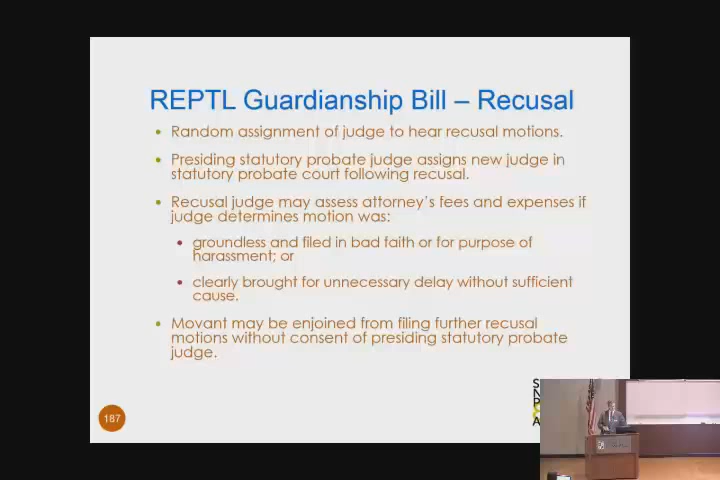 REPTL Guardianship Bill – Recusal
• Random assignment of judge to hear recusal motions.
• Presiding statutory probate judge assigns new judge in
statutory probate court following recusal.
• Recusal judge may assess attorney's fees and expenses if
judge determines motion was:
• groundless and filed in bad faith or for purpose of
harassment; or
• clearly brought for unnecessary delay without sufficient
cause.
• Movant may be enjoined from filing further recusal
motions without consent of presiding statutory probate
judge.
187
S
N
P
A